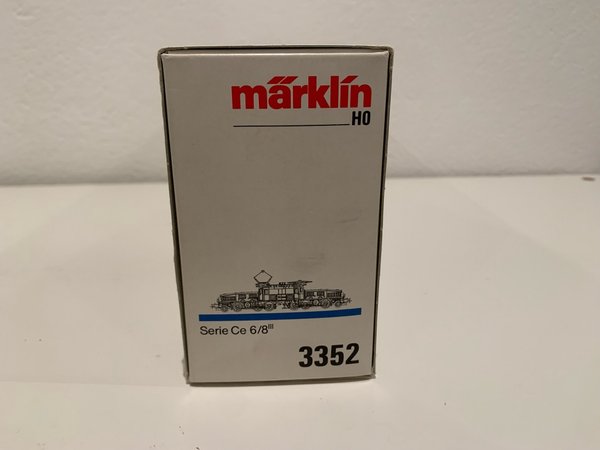 märklin
HO
Serie Ce 6/8ᴵᴵᴵ
3352